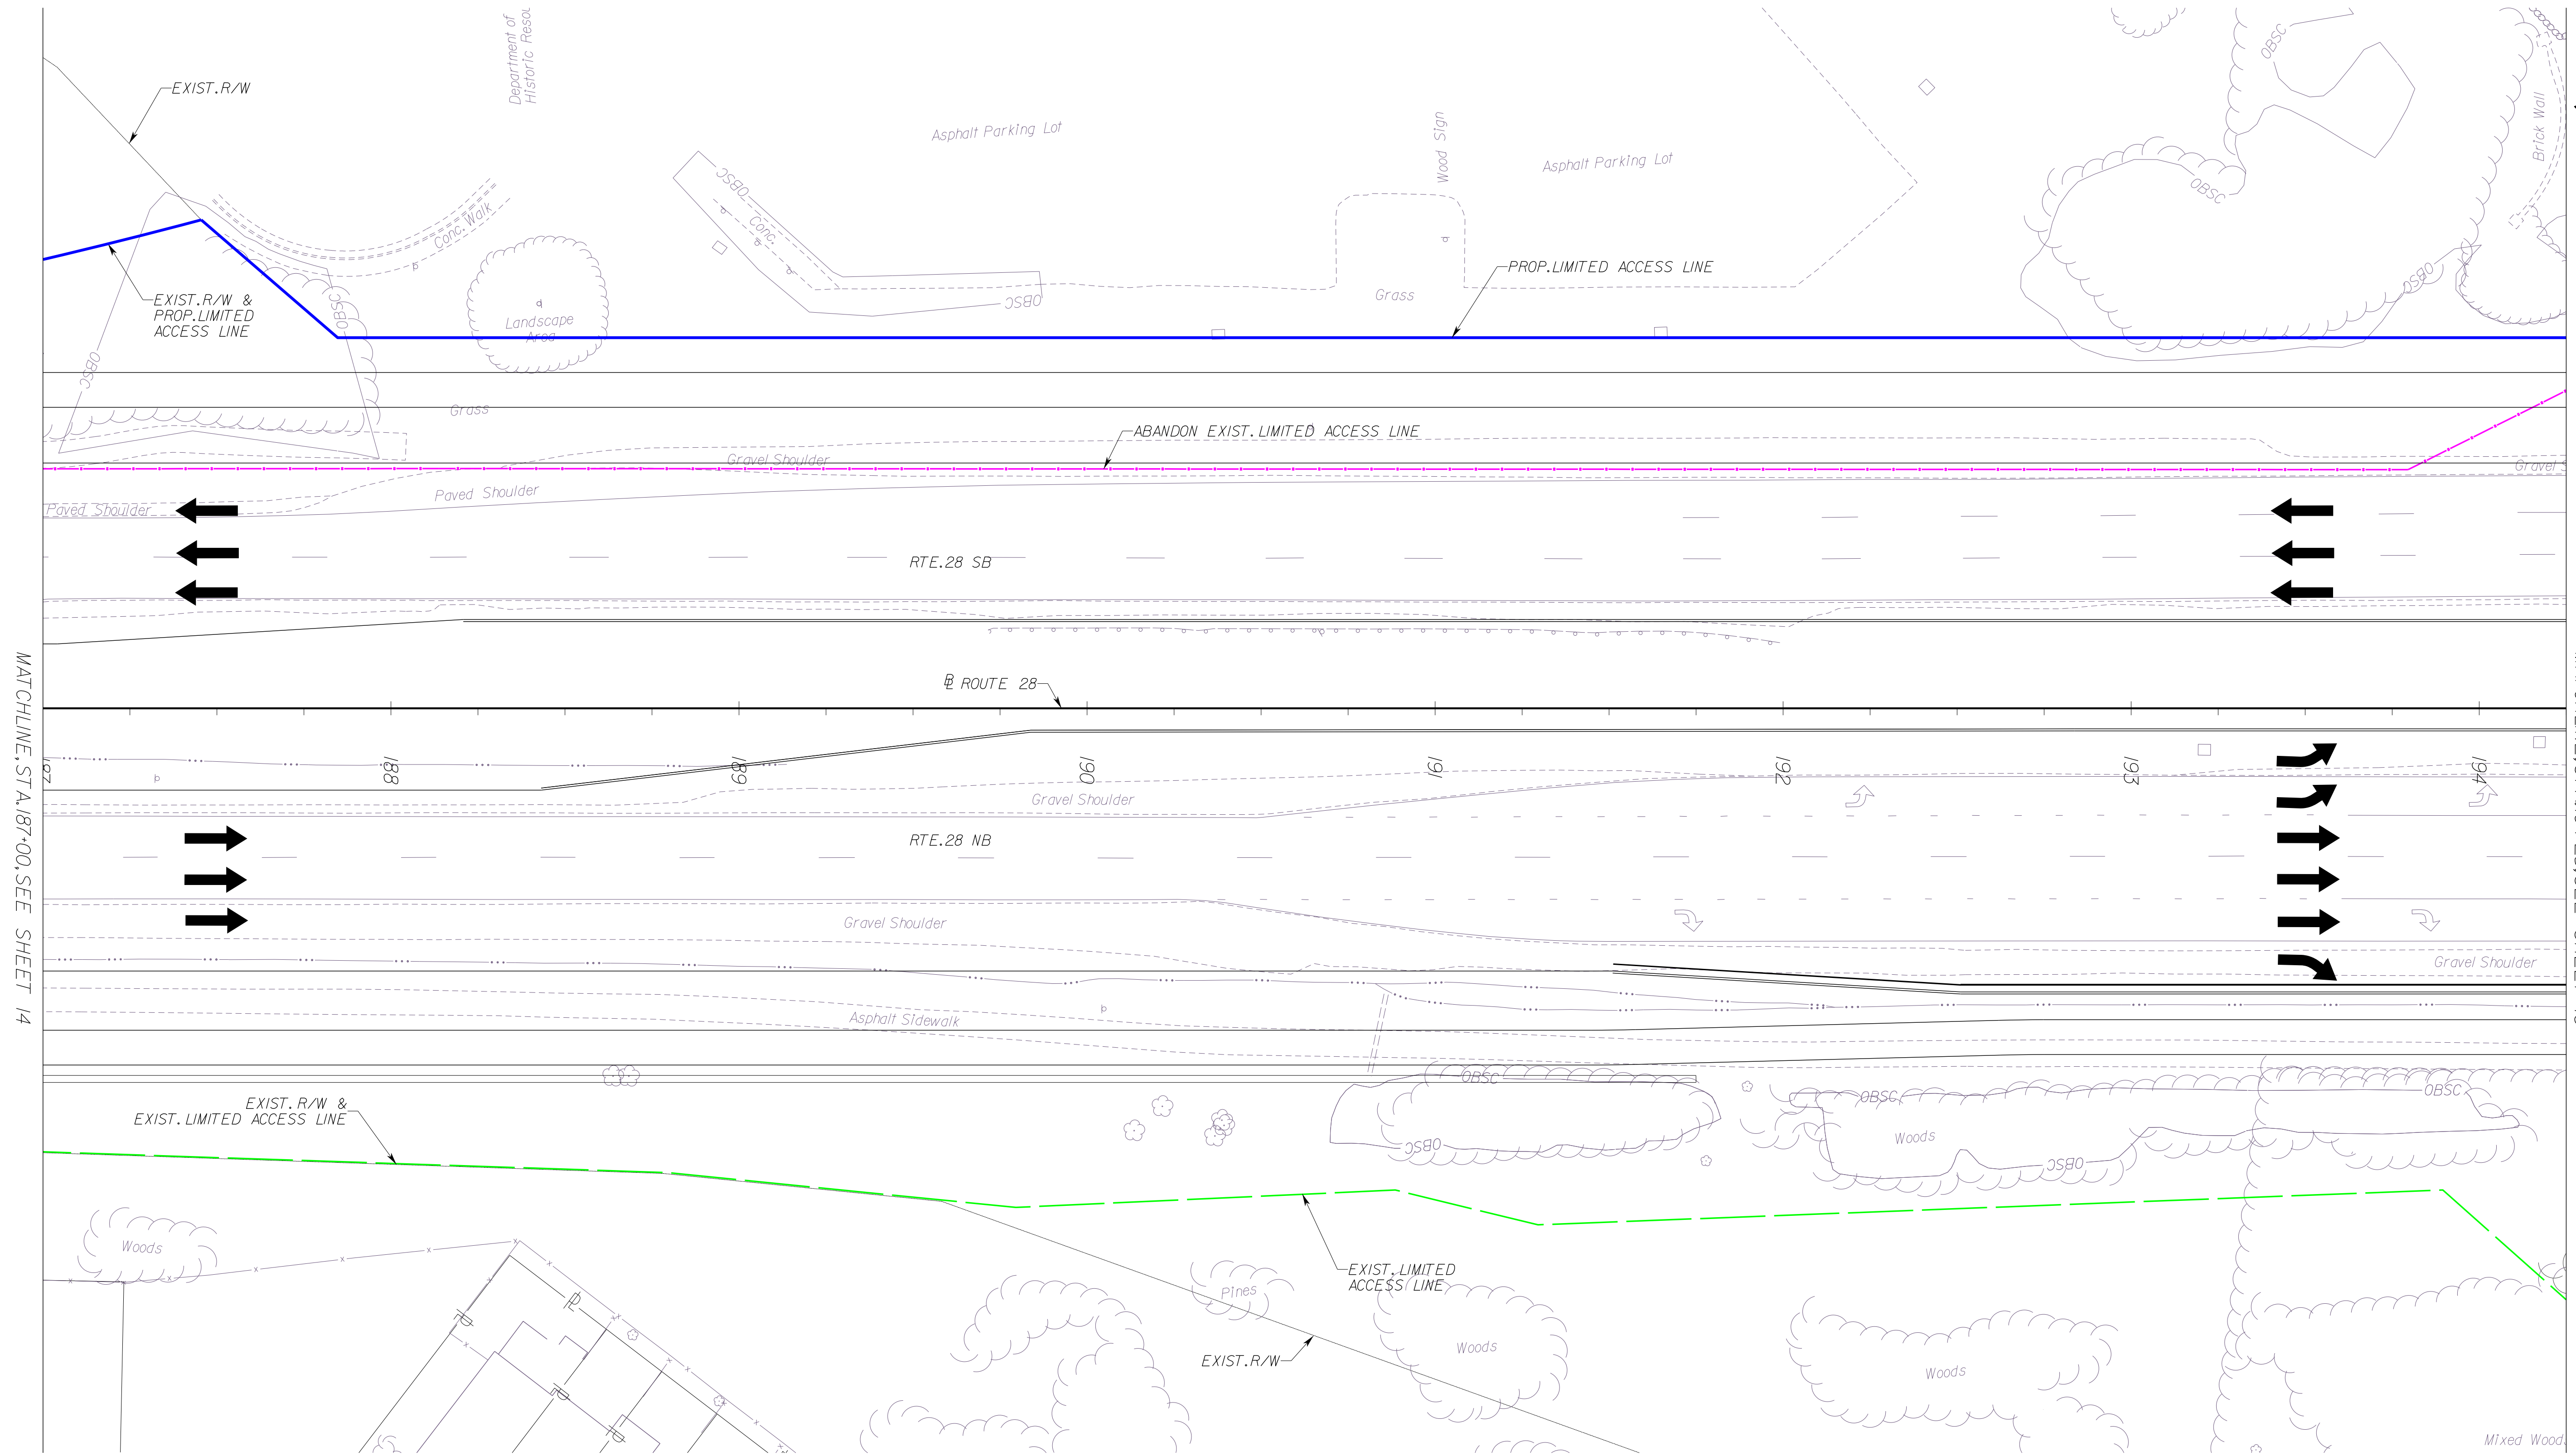 Department of
Historic
EXIST. R/W
Asphalt Parking Lot
Wood Sign
Asphalt Parking Lot
OBSC
OBSC
Brick Wall
OBSC
Conc.
Conc. Walk
OBSC
PROP. LIMITED ACCESS LINE
EXIST. R/W &
PROP. LIMITED
ACCESS LINE
OBSC
Landscape
Area
OBSC
Grass
OBSC
OBSC
Grass
ABANDON EXIST. LIMITED ACCESS LINE
Gravel Shoulder
Gravel
Paved Shoulder
Paved Shoulder
RTE. 28 SB
MATCHLINE, STA. 187+00, SEE SHEET 14
BL ROUTE 28
187
188
189
190
191
192
193
194
Gravel Shoulder
RTE. 28 NB
Gravel Shoulder
Gravel Shoulder
Asphalt Sidewalk
EXIST. R/W &
EXIST. LIMITED ACCESS LINE
OBSC
OBSC
OBSC
OBSC
Woods
OBSC
Woods
EXIST. LIMITED
ACCESS LINE
Pines
EXIST. R/W
Woods
Woods
Mixed Wood